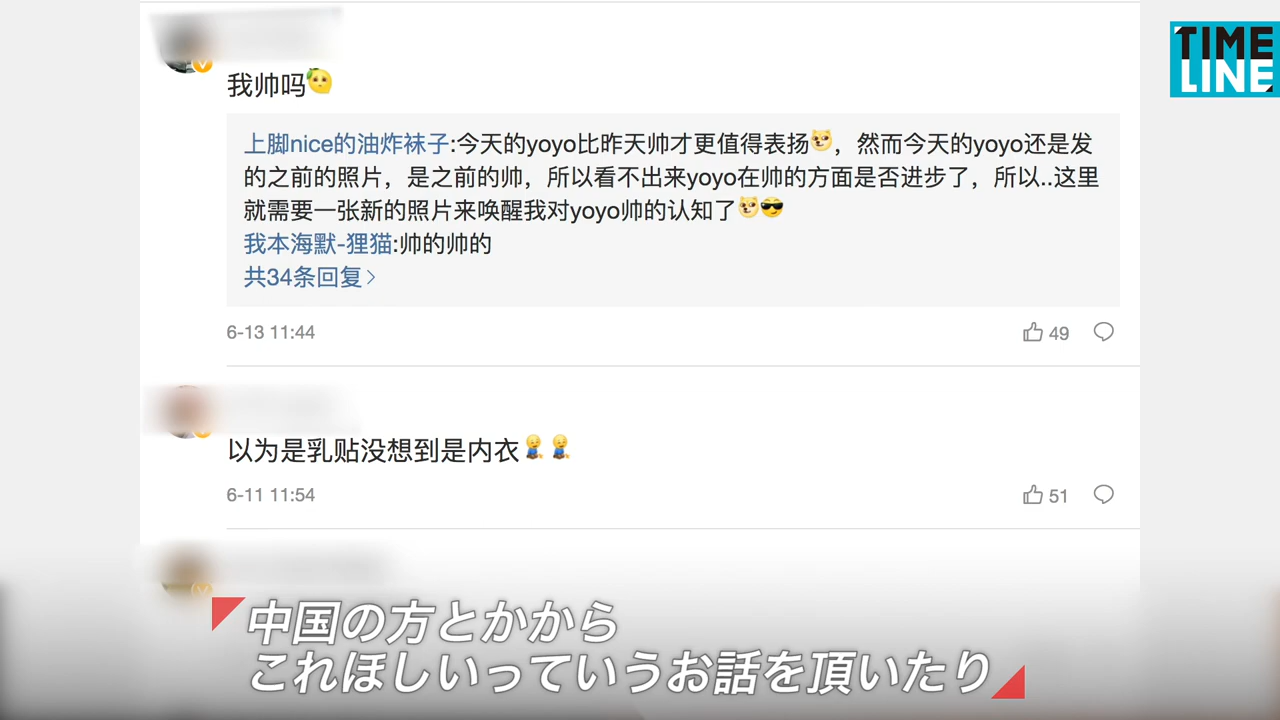 TIME
LINE
我帅吗
上脚nice的油炸袜子:今天的yoyo比昨天帅才更值得表扬，然而今天的yoyo还是发
的之前的照片，是之前的帅，所以看不出来yoyo在帅的方面是否进步了，所以..这里
就需要一张新的照片来唤醒我对yoyo帅的认知了
我本海默-狸猫:帅的帅的
共34条回复>
6-13 11:44
49
以为是乳贴没想到是内衣
6-11 11:54
51
中国の方とかから
これほしいっていうお話を頂いたり